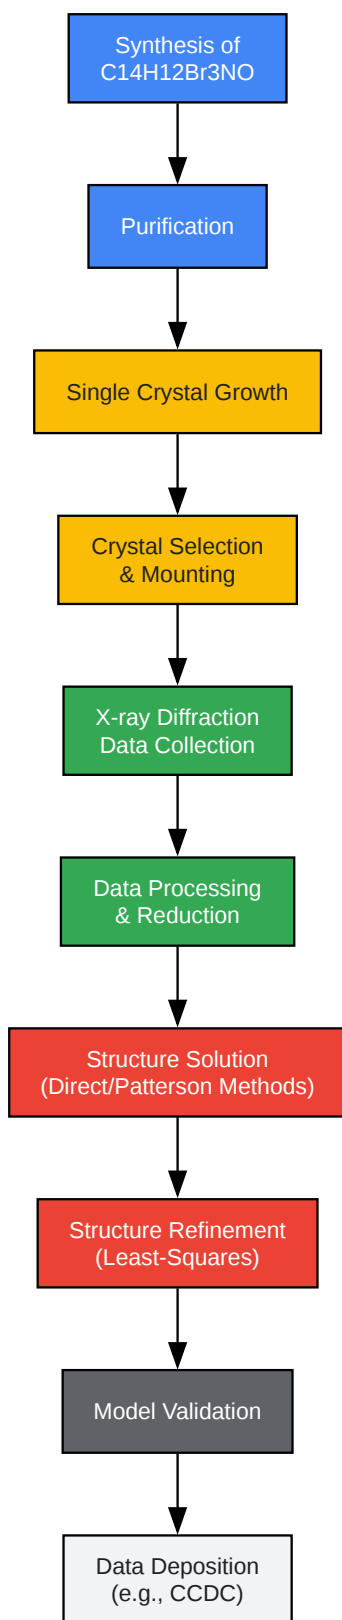 Synthesis of
C14H12Br3NO
Purification
Single Crystal Growth
Crystal Selection
& Mounting
X-ray Diffraction
Data Collection
Data Processing
& Reduction
Structure Solution
(Direct/Patterson Methods)
Structure Refinement
(Least-Squares)
Model Validation
Data Deposition
(e.g., CCDC)